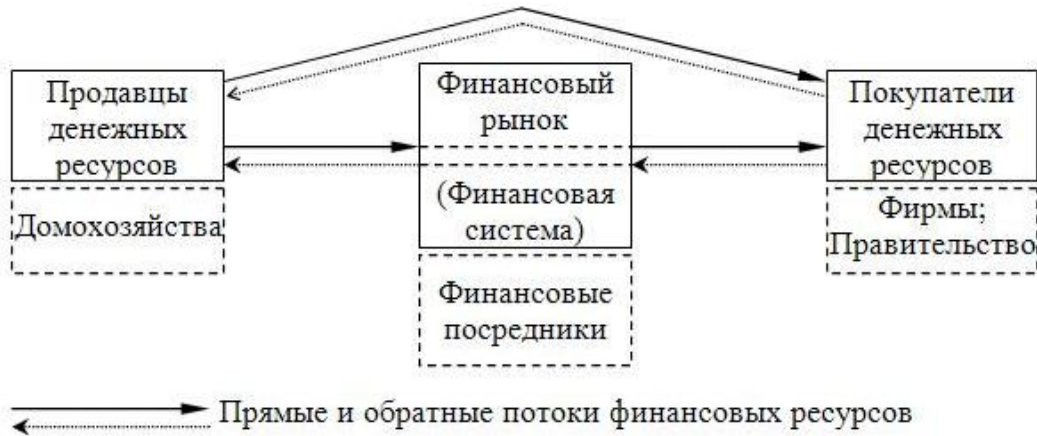 Продавцы
денежных
ресурсов
Домохозяйства
Финансовый
рынок
(Финансовая
система)
Финансовые
посредники
Покупатели
денежных
ресурсов
Фирмы;
Правительство
Прямые и обратные потоки финансовых ресурсов